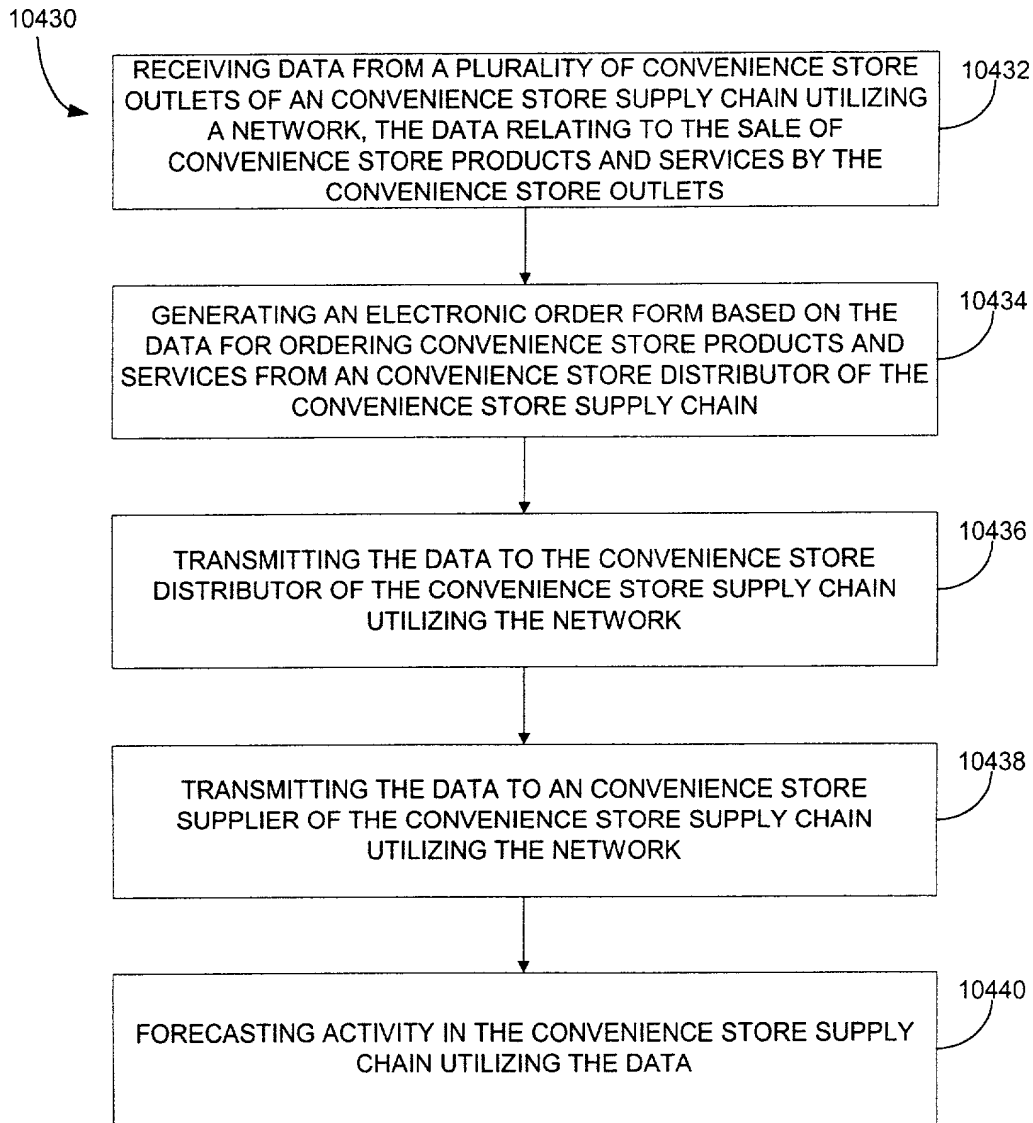 10430
RECEIVING DATA FROM A PLURALITY OF CONVENIENCE STORE
OUTLETS OF AN CONVENIENCE STORE SUPPLY CHAIN UTILIZING
A NETWORK, THE DATA RELATING TO THE SALE OF
CONVENIENCE STORE PRODUCTS AND SERVICES BY THE
CONVENIENCE STORE OUTLETS
10432
GENERATING AN ELECTRONIC ORDER FORM BASED ON THE
DATA FOR ORDERING CONVENIENCE STORE PRODUCTS AND
SERVICES FROM AN CONVENIENCE STORE DISTRIBUTOR OF THE
CONVENIENCE STORE SUPPLY CHAIN
10434
TRANSMITTING THE DATA TO THE CONVENIENCE STORE
DISTRIBUTOR OF THE CONVENIENCE STORE SUPPLY CHAIN
UTILIZING THE NETWORK
10436
TRANSMITTING THE DATA TO AN CONVENIENCE STORE
SUPPLIER OF THE CONVENIENCE STORE SUPPLY CHAIN
UTILIZING THE NETWORK
10438
FORECASTING ACTIVITY IN THE CONVENIENCE STORE SUPPLY
CHAIN UTILIZING THE DATA
10440